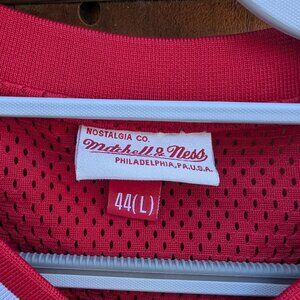 NOSTALGIA CO.
Mitchell & Ness
PHILADELPHIA, PA. U.S.A.
44(L)